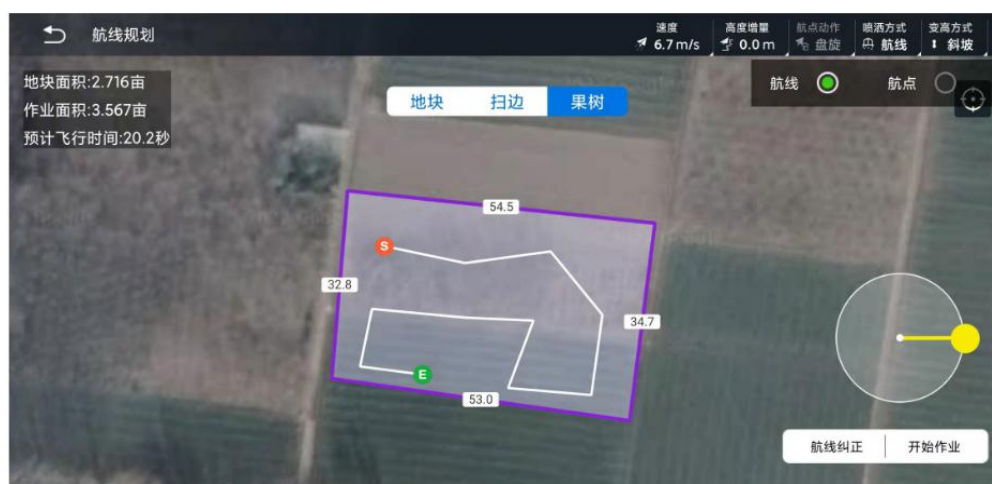 航线规划
速度 高度增量 航点动作 喷洒方式 变高方式
6.7 m/s 0.0 m 盘旋 航线 斜坡
地块面积:2.716亩
作业面积:3.567亩
预计飞行时间:20.2秒
地块 扫边 果树
航线 航点
54.5
S
32.8
34.7
E
53.0
航线纠正 开始作业